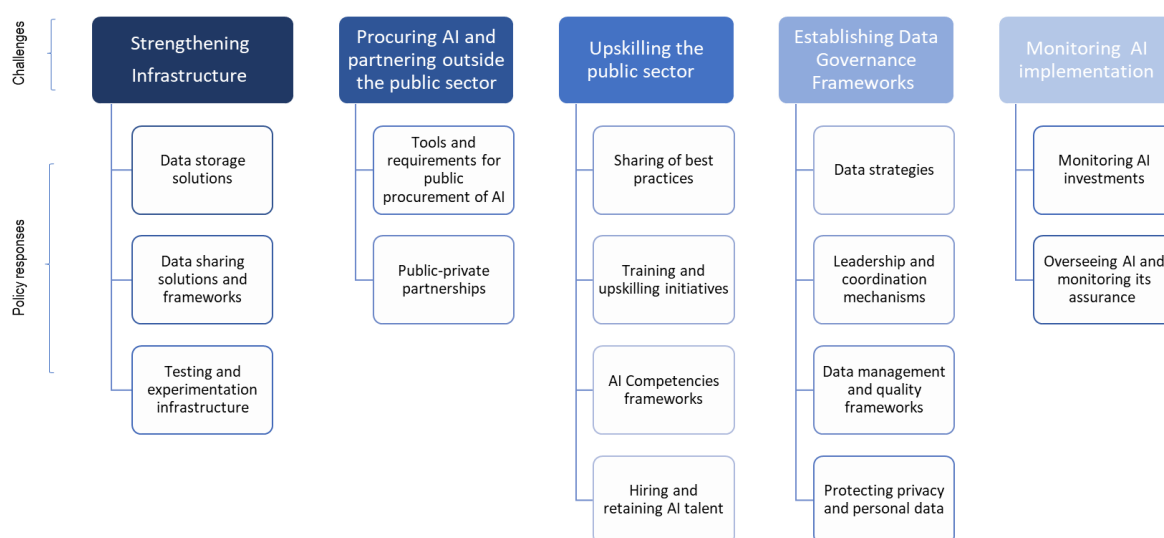 Challenges
Strengthening
Infrastructure
Procuring AI and
partnering outside
the public sector
Upskilling the
public sector
Establishing Data
Governance
Frameworks
Monitoring AI
implementation
Policy responses
Data storage
solutions
Data sharing
solutions and
frameworks
Testing and
experimentation
infrastructure
Tools and
requirements for
public
procurement of AI
Public-private
partnerships
Sharing of best
practices
Training and
upskilling initiatives
AI Competencies
frameworks
Hiring and
retaining AI talent
Data strategies
Leadership and
coordination
mechanisms
Data management
and quality
frameworks
Protecting privacy
and personal data
Monitoring AI
investments
Overseeing AI and
monitoring its
assurance